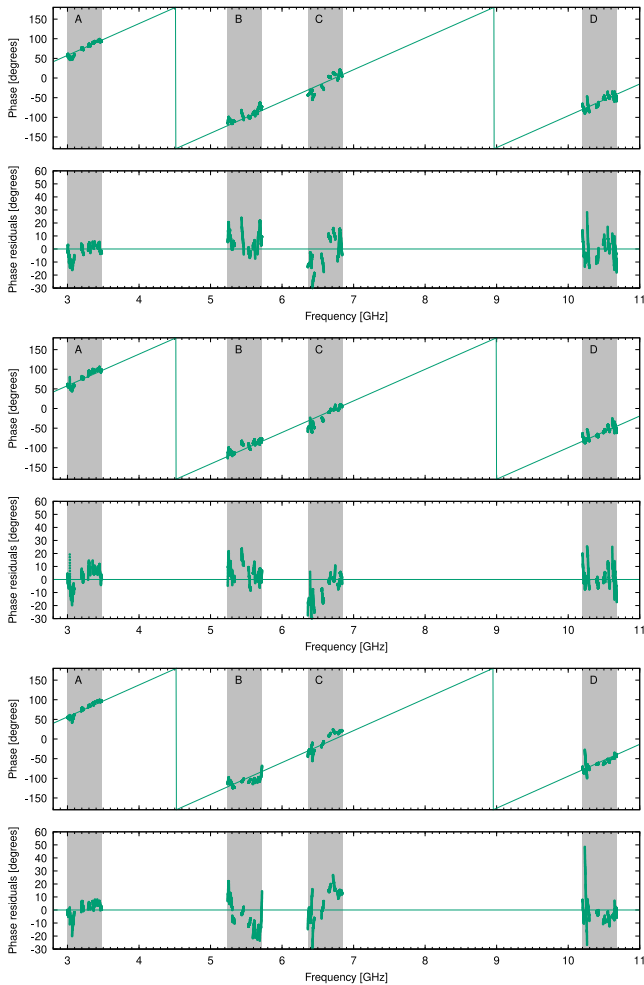 Phase [degrees]
150
100
50
0
-50
-100
-150
A
B
C
D
Phase residuals [degrees]
60
50
40
30
20
10
0
-10
-20
-30
3 4 5 6 7 8 9 10 11
Frequency [GHz]
Phase [degrees]
150
100
50
0
-50
-100
-150
A
B
C
D
Phase residuals [degrees]
60
50
40
30
20
10
0
-10
-20
-30
3 4 5 6 7 8 9 10 11
Frequency [GHz]
Phase [degrees]
150
100
50
0
-50
-100
-150
A
B
C
D
Phase residuals [degrees]
60
50
40
30
20
10
0
-10
-20
-30
3 4 5 6 7 8 9 10 11
Frequency [GHz]